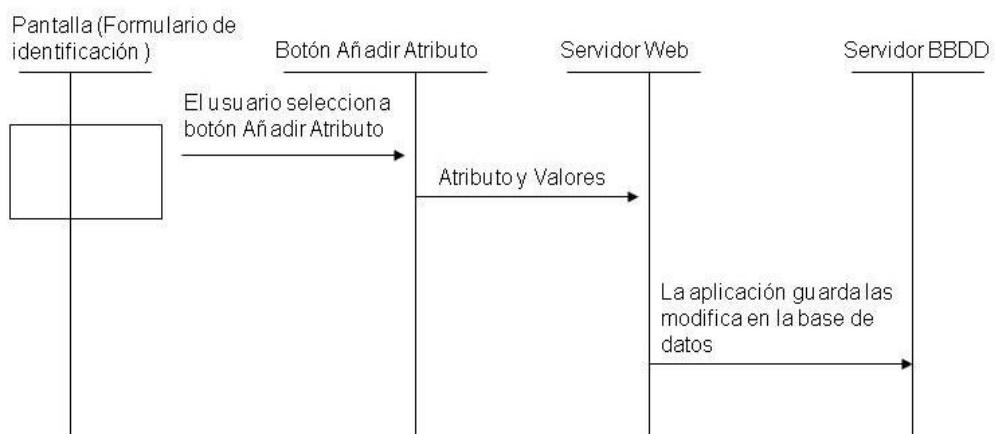 Pantalla (Formulario de
identificación )
Botón Añadir Atributo
Servidor Web
Servidor BBDD
El usuario selecciona
botón Añadir Atributo
Atributo y Valores
La aplicación guarda las
modifica en la base de
datos